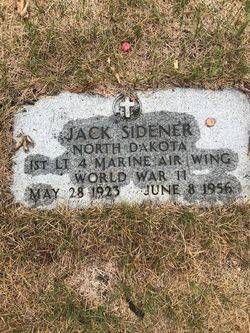 JACK SIDENER
NORTH DAKOTA
1ST LT 4 MARINE AIR WING
WORLD WAR II
MAY 28 1923 JUNE 8 1956